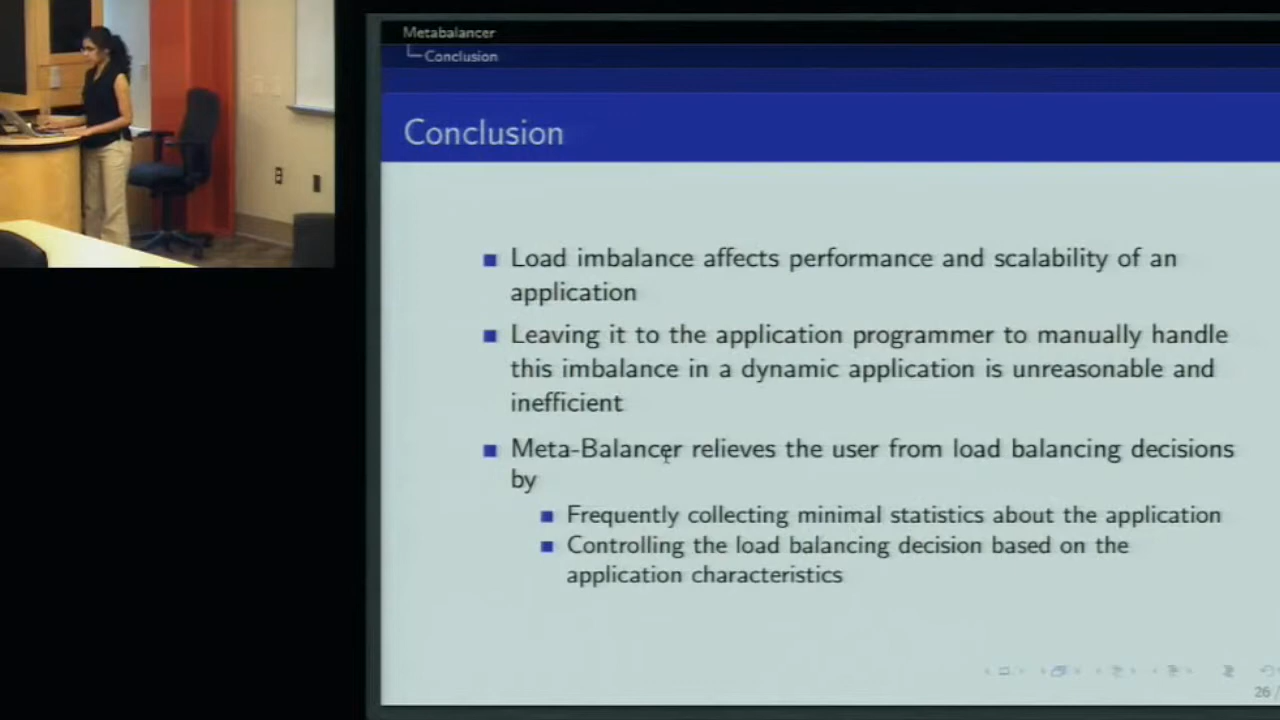 Metabalancer
Conclusion
Conclusion
Load imbalance affects performance and scalability of an
application
Leaving it to the application programmer to manually handle
this imbalance in a dynamic application is unreasonable and
inefficient
Meta-Balancer relieves the user from load balancing decisions
by
Frequently collecting minimal statistics about the application
Controlling the load balancing decision based on the
application characteristics
26 /